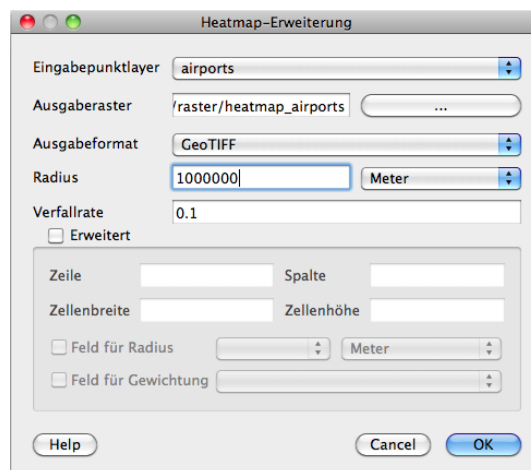 Heatmap-Erweiterung
Eingabepunktlayer airports
Ausgaberaster /raster/heatmap_airports ...
Ausgabeformat GeoTIFF
Radius 1000000 Meter
Verfallrate 0.1
Erweitert
Zeile Spalte
Zellenbreite Zellenhöhe
Feld für Radius Meter
Feld für Gewichtung
Help Cancel OK